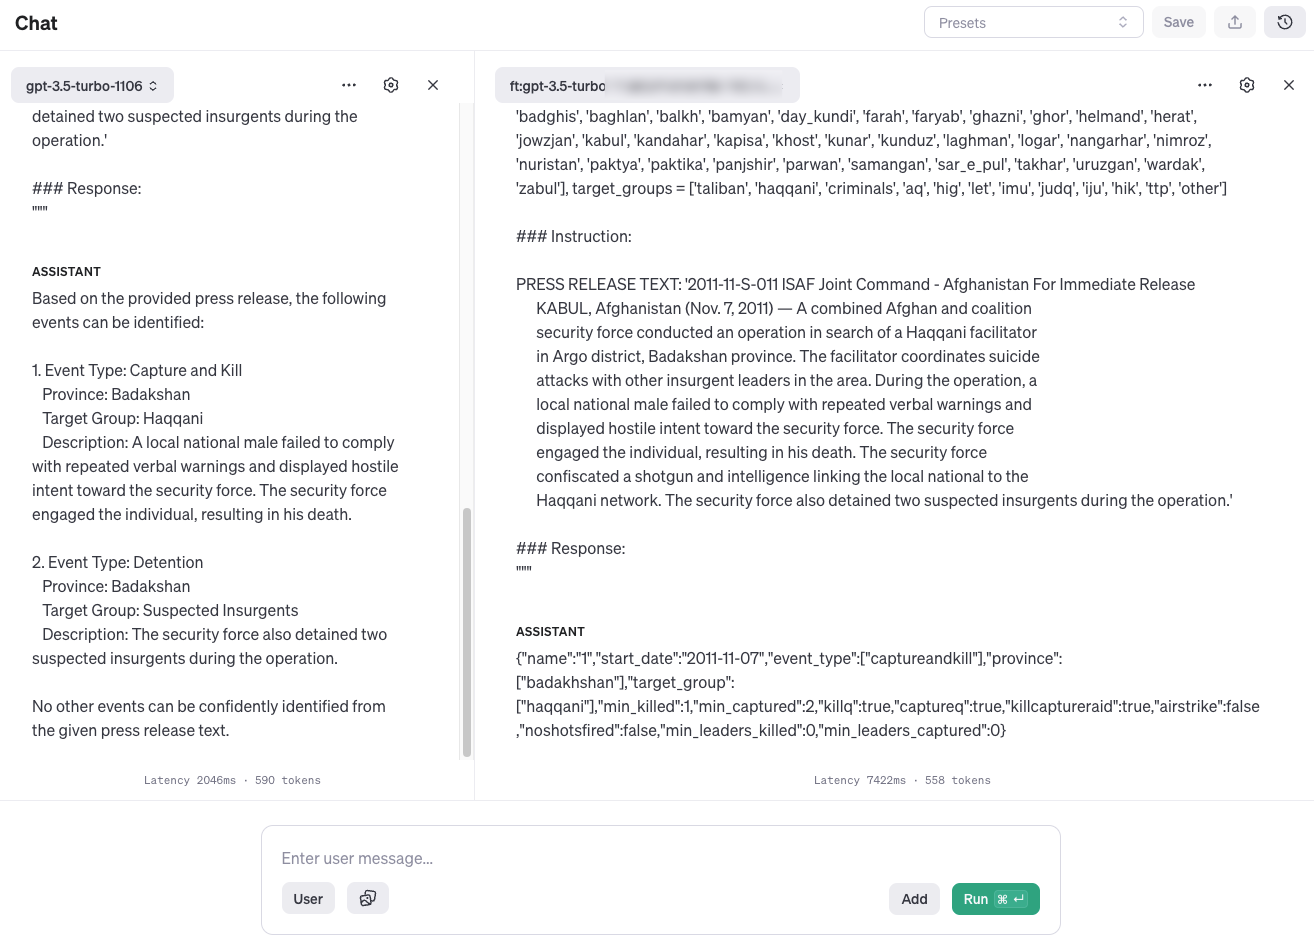 Chat
Presets
Save
gpt-3.5-turbo-1106
detained two suspected insurgents during the
operation.'
### Response:
"""
ASSISTANT
Based on the provided press release, the following
events can be identified:
1. Event Type: Capture and Kill
Province: Badakshan
Target Group: Haqqani
Description: A local national male failed to comply
with repeated verbal warnings and displayed hostile
intent toward the security force. The security force
engaged the individual, resulting in his death.
2. Event Type: Detention
Province: Badakshan
Target Group: Suspected Insurgents
Description: The security force also detained two
suspected insurgents during the operation.
No other events can be confidently identified from
the given press release text.
Latency 2046ms · 590 tokens
ft:gpt-3.5-turbo
'badghis', 'baghlan', 'balkh', 'bamyan', 'day_kundi', 'farah', 'faryab', 'ghazni', 'ghor', 'helmand', 'herat',
'jowzjan', 'kabul', 'kandahar', 'kapisa', 'khost', 'kunar', 'kunduz', 'laghman', 'logar', 'nangarhar', 'nimroz',
'nuristan', 'paktya', 'paktika', 'panjshir', 'parwan', 'samangan', 'sar_e_pul', 'takhar', 'uruzgan', 'wardak',
'zabul'], target_groups = ['taliban', 'haqqani', 'criminals', 'aq', 'hig', 'let', 'imu', 'judq', 'iju', 'hik', 'ttp', 'other']
### Instruction:
PRESS RELEASE TEXT: '2011-11-S-011 ISAF Joint Command - Afghanistan For Immediate Release
KABUL, Afghanistan (Nov. 7, 2011) — A combined Afghan and coalition
security force conducted an operation in search of a Haqqani facilitator
in Argo district, Badakshan province. The facilitator coordinates suicide
attacks with other insurgent leaders in the area. During the operation, a
local national male failed to comply with repeated verbal warnings and
displayed hostile intent toward the security force. The security force
engaged the individual, resulting in his death. The security force
confiscated a shotgun and intelligence linking the local national to the
Haqqani network. The security force also detained two suspected insurgents during the operation.'
### Response:
"""
ASSISTANT
{"name":"1","start_date":"2011-11-07","event_type":["captureandkill"],"province":
["badakhshan"],"target_group":
["haqqani"],"min_killed":1,"min_captured":2,"killq":true,"captureq":true,"killcaptureraid":true,"airstrike":false
,"noshotsfired":false,"min_leaders_killed":0,"min_leaders_captured":0}
Latency 7422ms · 558 tokens
Enter user message...
User
Add
Run ⌘ ↵